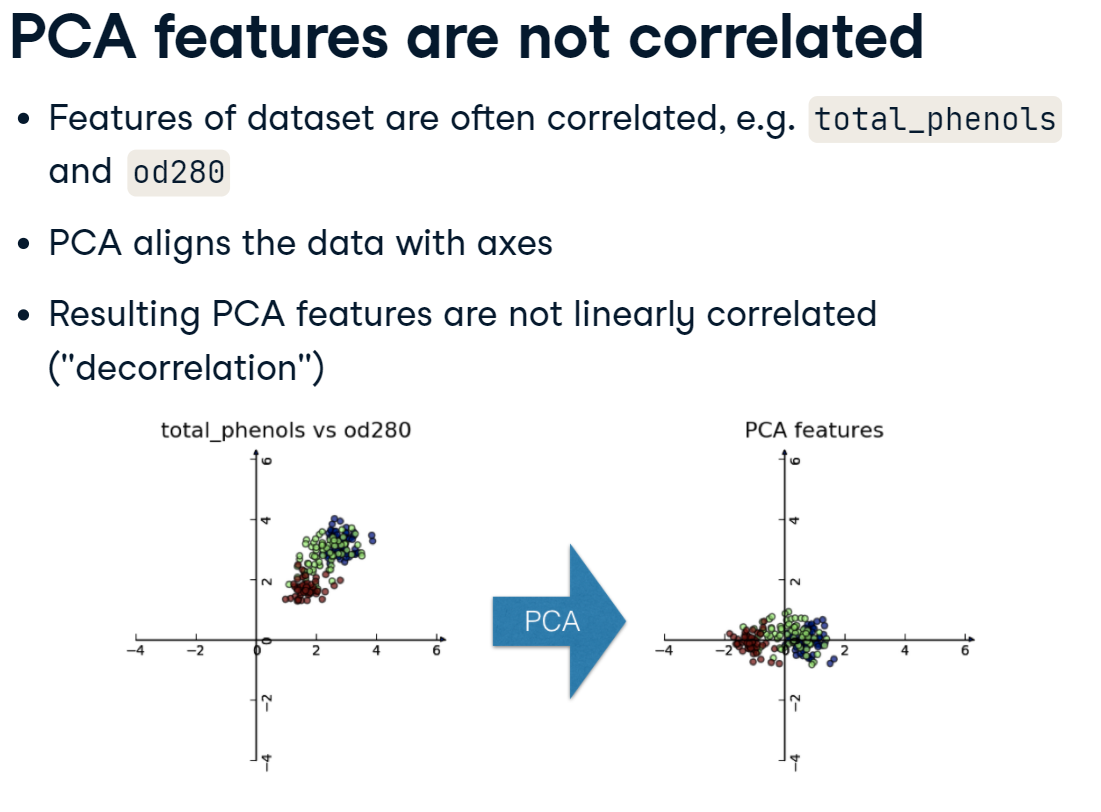 PCA features are not correlated
• Features of dataset are often correlated, e.g. total_phenols
and od280
• PCA aligns the data with axes
• Resulting PCA features are not linearly correlated
("decorrelation")
total_phenols vs od280
6
4
2
0
−2
−4
−4 −2 0 2 4 6
PCA
PCA features
6
4
2
0
−2
−4
−4 −2 0 2 4 6